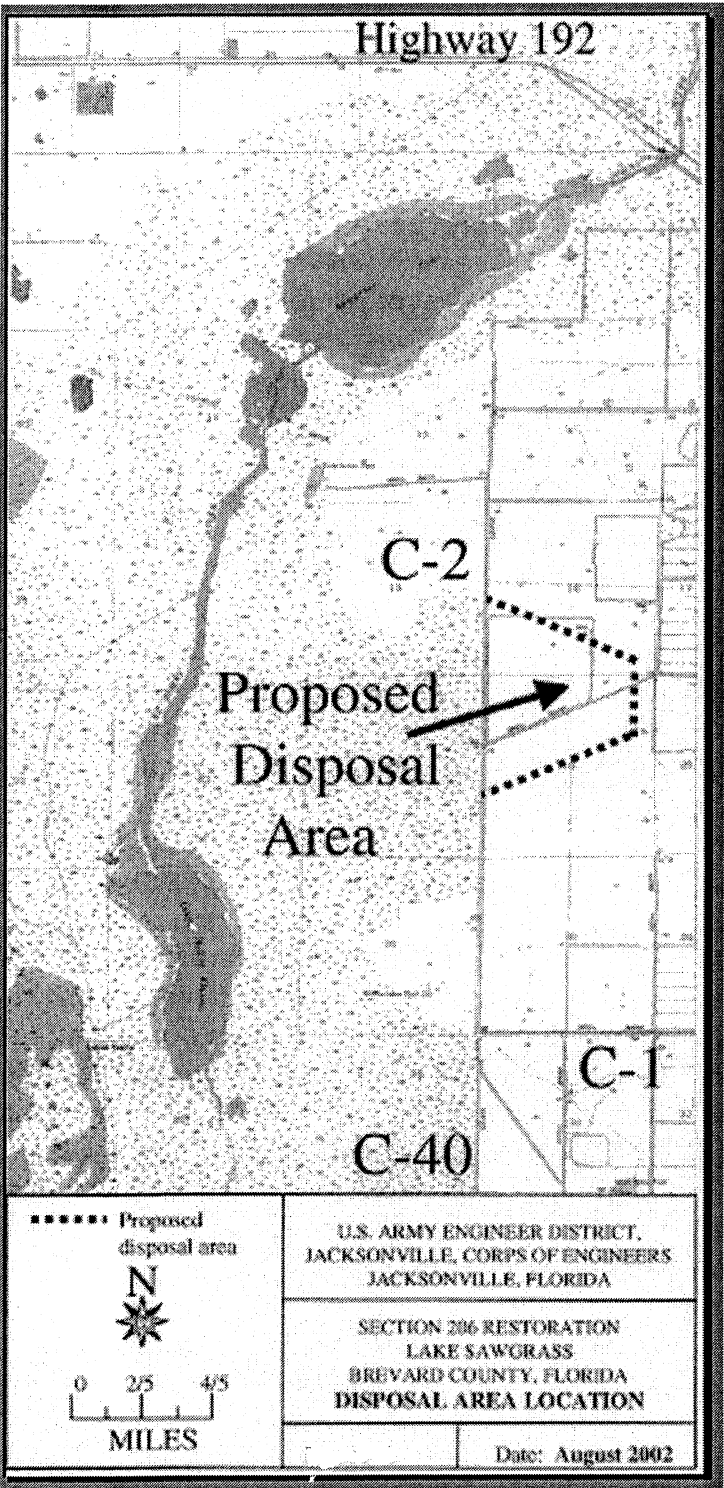 Highway 192
C-2
Proposed
Disposal
Area
C-1
C-40
Proposed
disposal area
N
0 2/5 4/5
MILES
U.S. ARMY ENGINEER DISTRICT,
JACKSONVILLE, CORPS OF ENGINEERS
JACKSONVILLE, FLORIDA
SECTION 206 RESTORATION
LAKE SAWGRASS
BREVARD COUNTY, FLORIDA
DISPOSAL AREA LOCATION
Date: August 2002